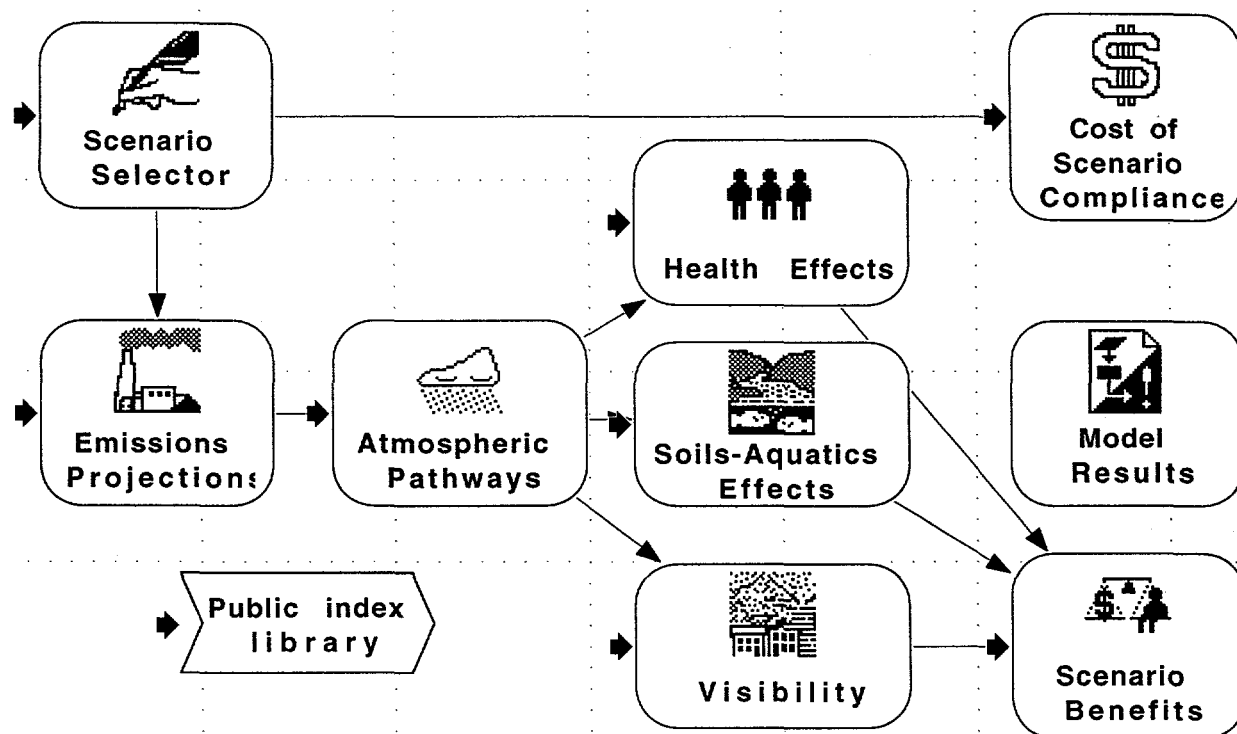 Scenario
Selector
Cost of
Scenario
Compliance
Health Effects
Emissions
Projections
Atmospheric
Pathways
Soils-Aquatics
Effects
Model
Results
Public index
library
Visibility
Scenario
Benefits